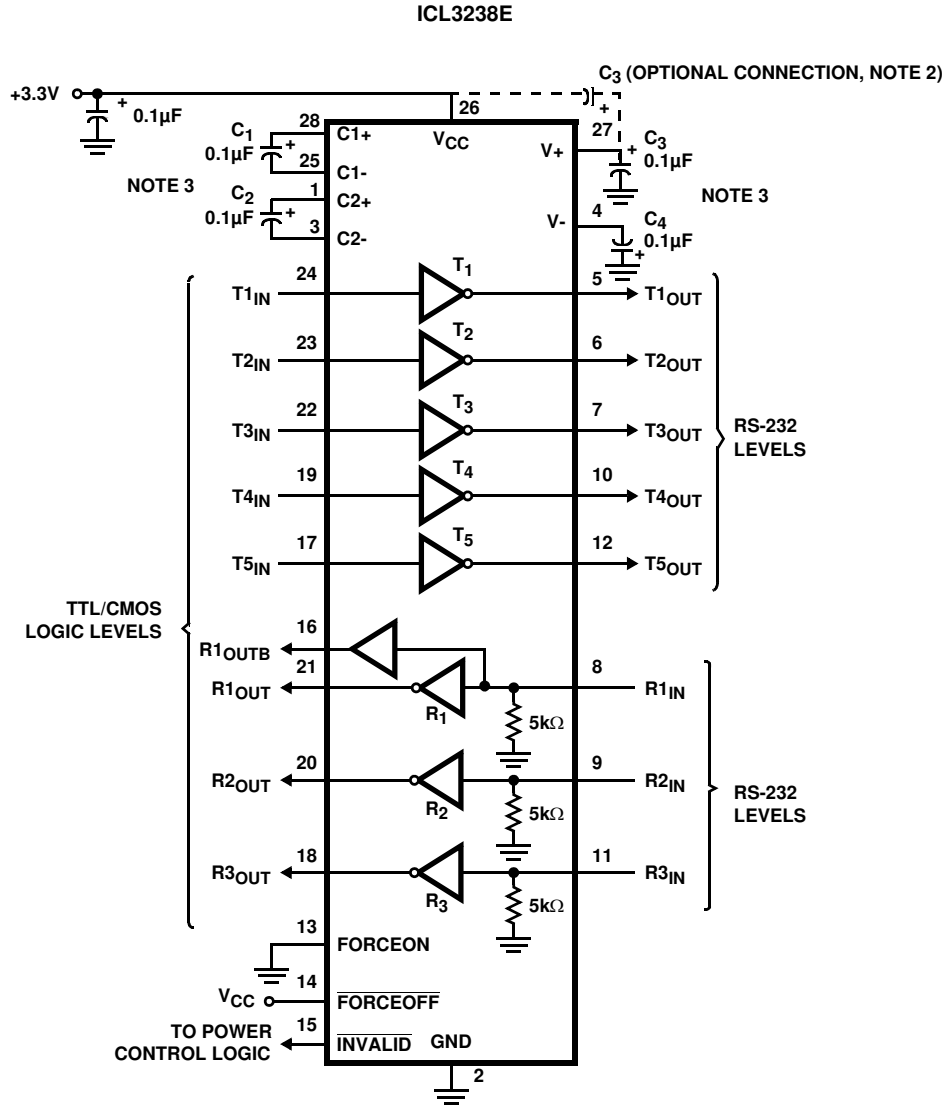 ICL3238E
C3 (OPTIONAL CONNECTION, NOTE 2)
+3.3V
+
0.1µF
+
26
VCC
28
C1+
C1
0.1µF
+
25
C1-
27
V+
+
C3
0.1µF
NOTE 3
1
C2+
C2
0.1µF
+
3
C2-
NOTE 3
4
V-
C4
0.1µF
+
T1IN
24
T1
5
T1OUT
T2IN
23
T2
6
T2OUT
T3IN
22
T3
7
T3OUT
RS-232
LEVELS
T4IN
19
T4
10
T4OUT
T5IN
17
T5
12
T5OUT
TTL/CMOS
LOGIC LEVELS
R1OUTB
16
R1OUT
21
R1
8
R1IN
5kΩ
R2OUT
20
R2
9
R2IN
5kΩ
RS-232
LEVELS
R3OUT
18
R3
11
R3IN
5kΩ
13
FORCEON
VCC
14
FORCEOFF
TO POWER
CONTROL LOGIC
15
INVALID
GND
2